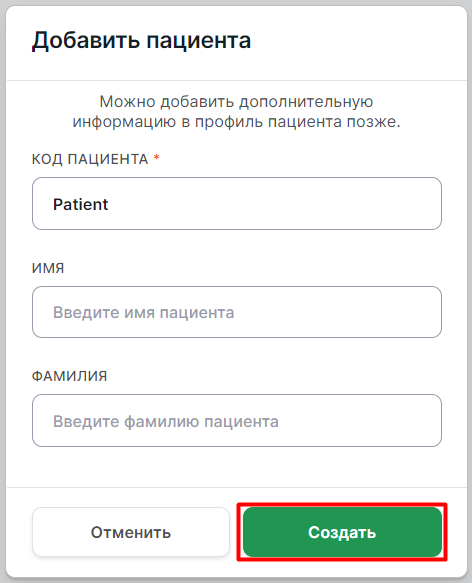 Добавить пациента
Можно добавить дополнительную
информацию в профиль пациента позже.
КОД ПАЦИЕНТА *
Patient
ИМЯ
Введите имя пациента
ФАМИЛИЯ
Введите фамилию пациента
Отменить
Создать